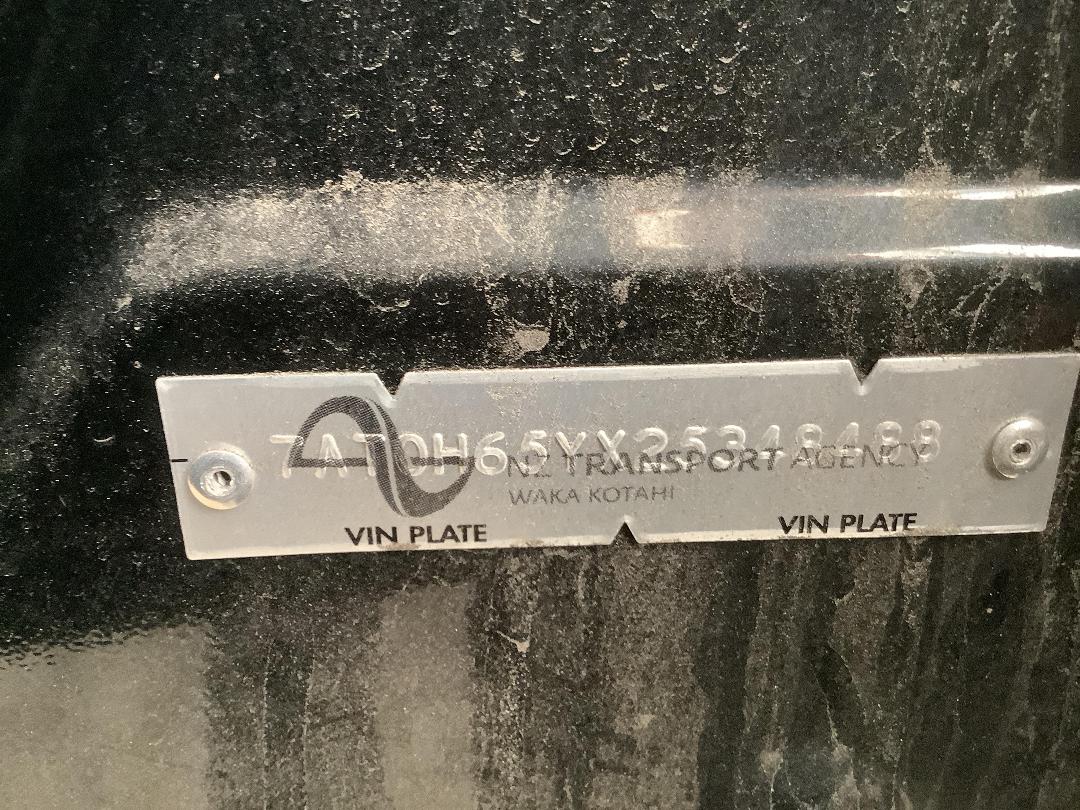 7AT0H65YX25348488
NZ TRANSPORT AGENCY
WAKA KOTAHI
VIN PLATE VIN PLATE